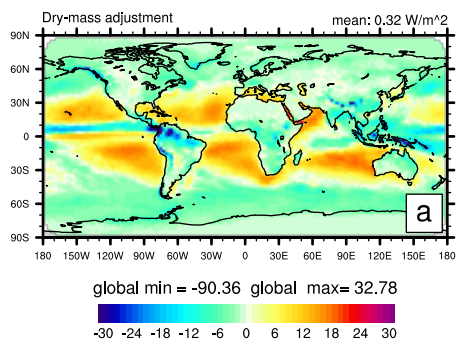 Dry-mass adjustment mean: 0.32 W/m^2
90N
60N
30N
0
30S
60S
90S
a
180 150W 120W 90W 60W 30W 0 30E 60E 90E 120E 150E 180
global min = -90.36 global max= 32.78
-30 -24 -18 -12 -6 0 6 12 18 24 30